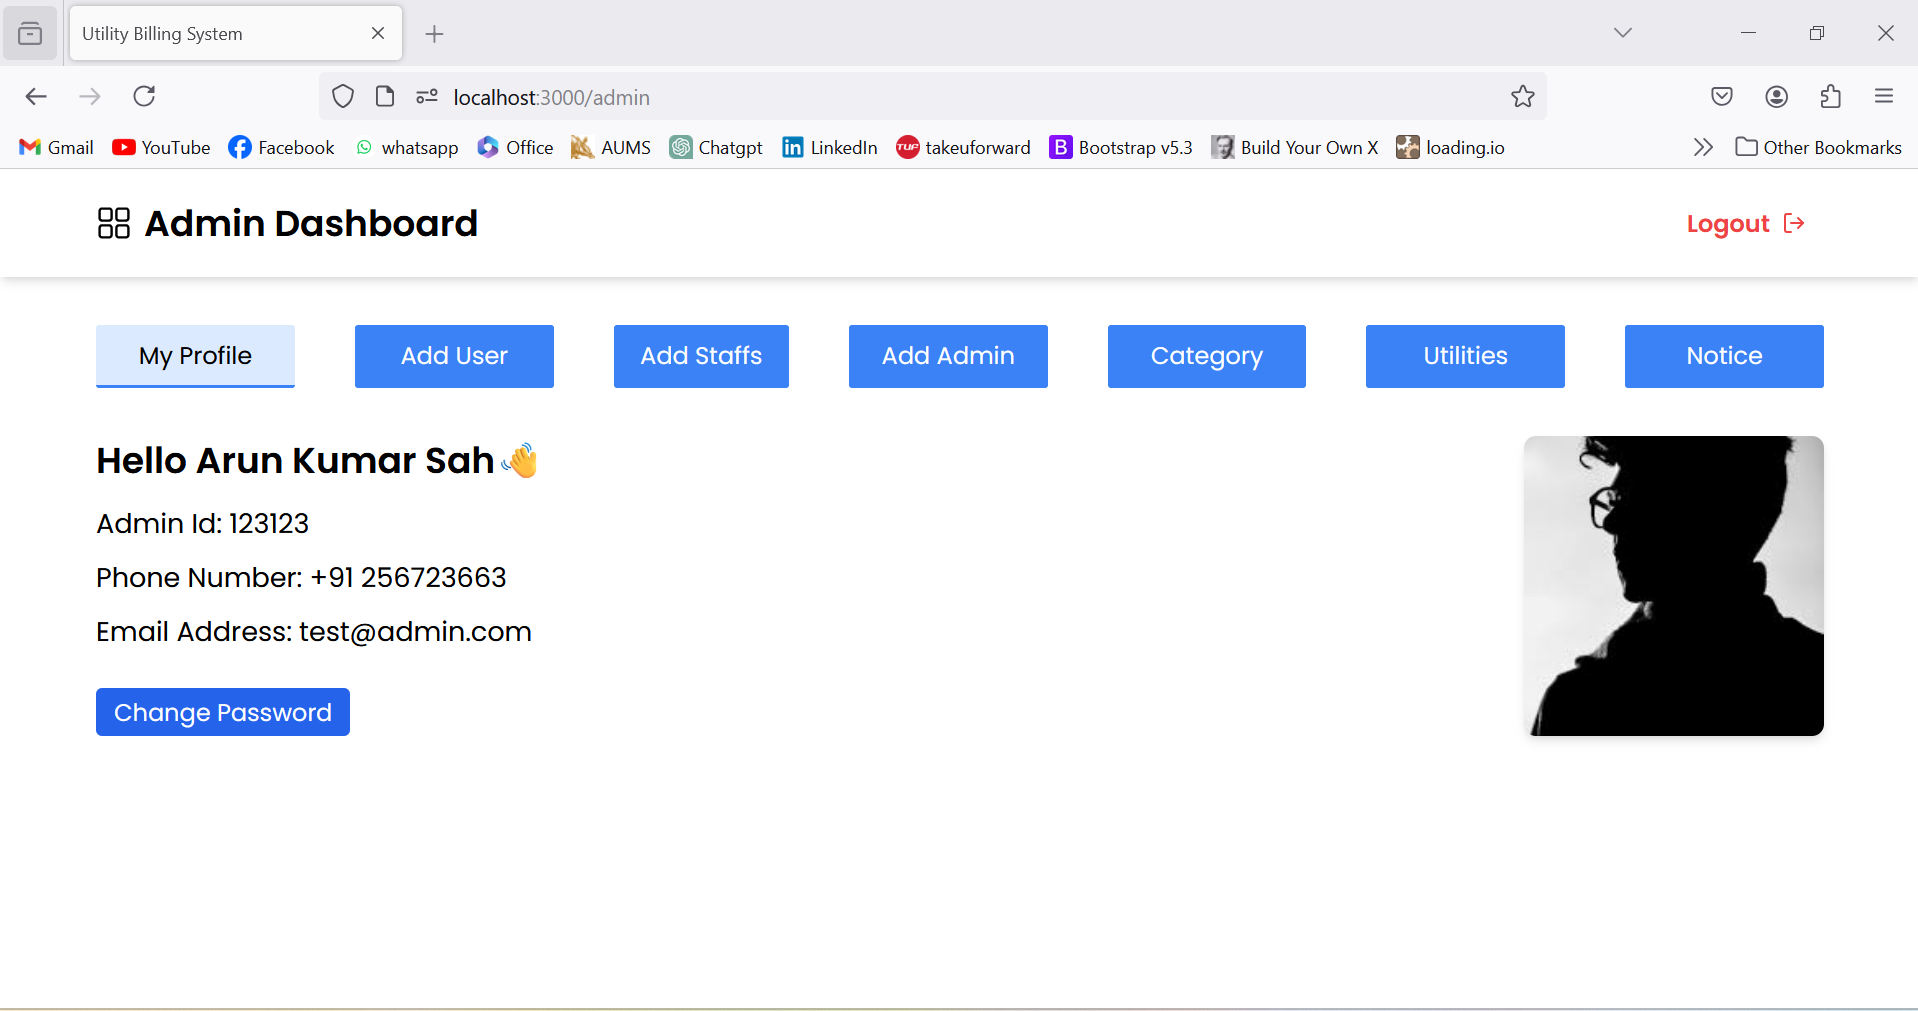 Utility Billing System
localhost:3000/admin
Gmail YouTube Facebook whatsapp Office AUMS Chatgpt LinkedIn TUF takeuforward B Bootstrap v5.3 Build Your Own X loading.io Other Bookmarks
Admin Dashboard Logout
My Profile Add User Add Staffs Add Admin Category Utilities Notice
Hello Arun Kumar Sah 👋
Admin Id: 123123
Phone Number: +91 256723663
Email Address: test@admin.com
Change Password